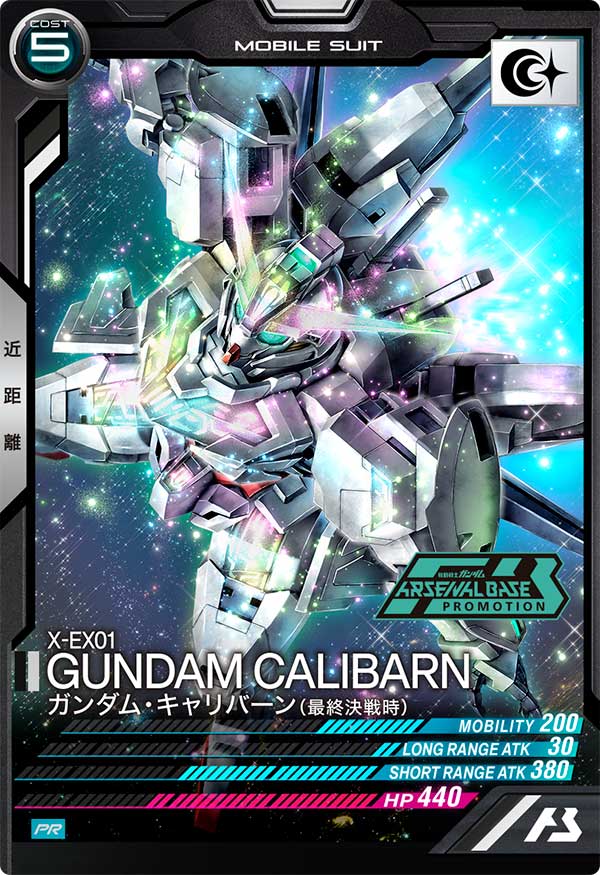 COST
5
MOBILE SUIT
近距離
機動戦士ガンダム
ARSENAL BASE
PROMOTION
X-EX01
GUNDAM CALIBARN
ガンダム・キャリバーン(最終決戦時)
MOBILITY 200
LONG RANGE ATK 30
SHORT RANGE ATK 380
HP 440
PR